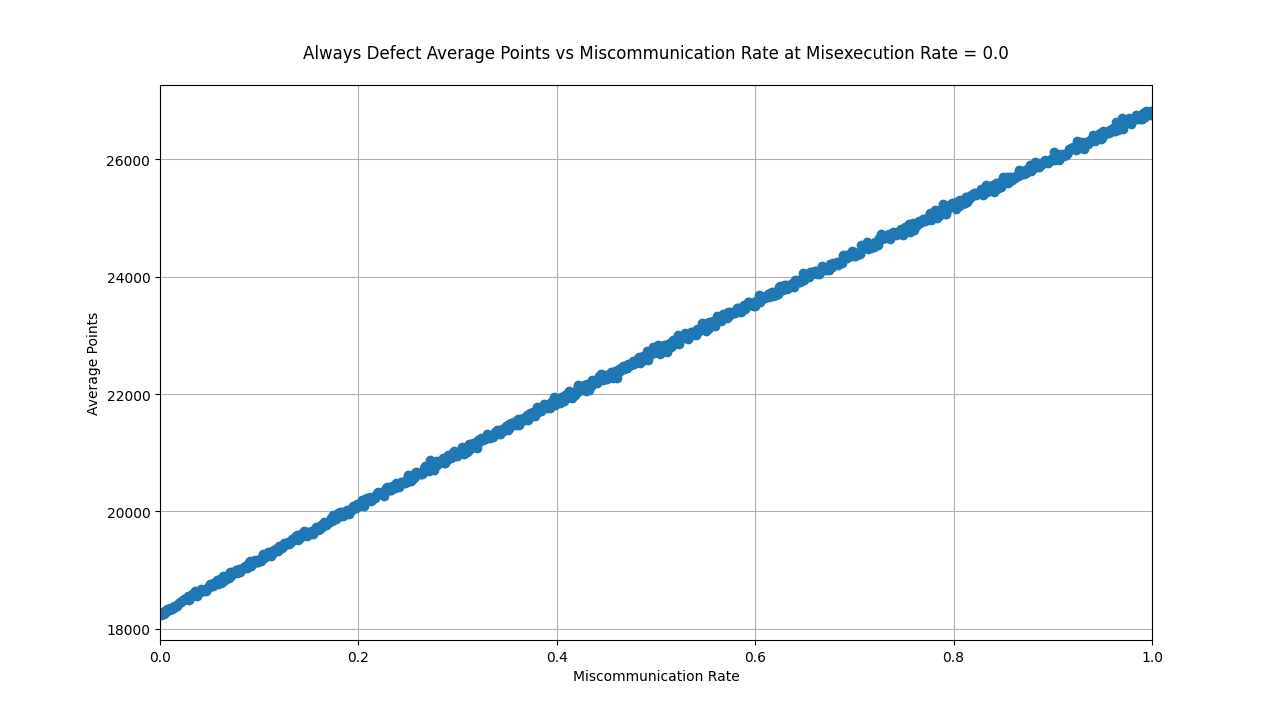 Always Defect Average Points vs Miscommunication Rate at Misexecution Rate = 0.0
26000
24000
22000
20000
18000
Average Points
0.0 0.2 0.4 0.6 0.8 1.0
Miscommunication Rate